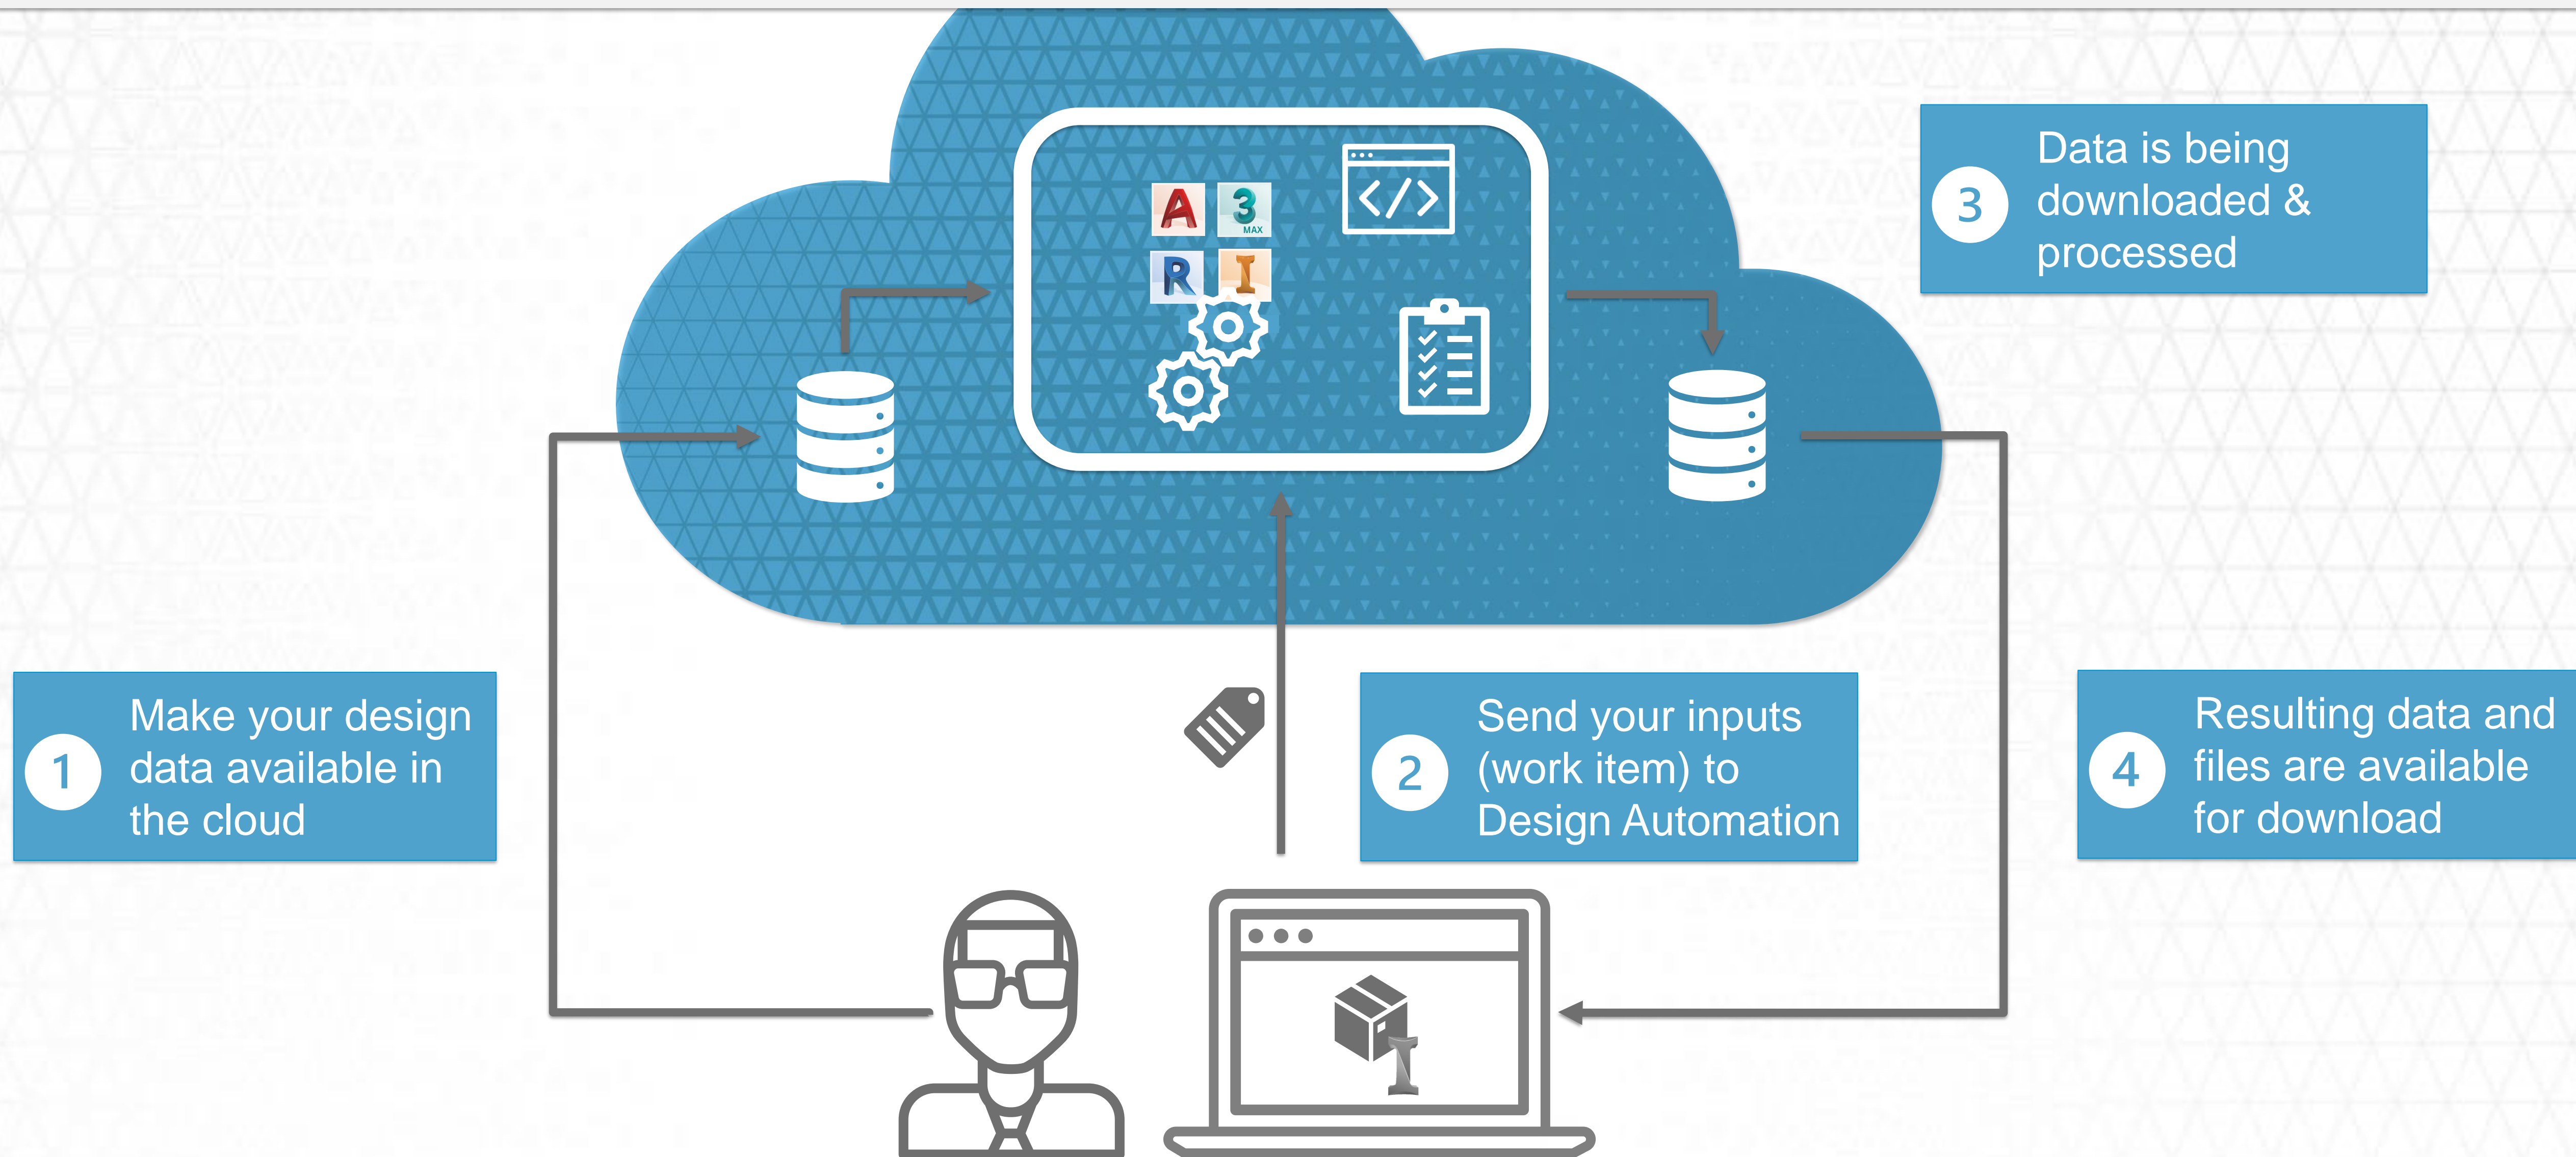 A
3
MAX
R
I
</>
3
Data is being
downloaded &
processed
1
Make your design
data available in
the cloud
2
Send your inputs
(work item) to
Design Automation
4
Resulting data and
files are available
for download
I